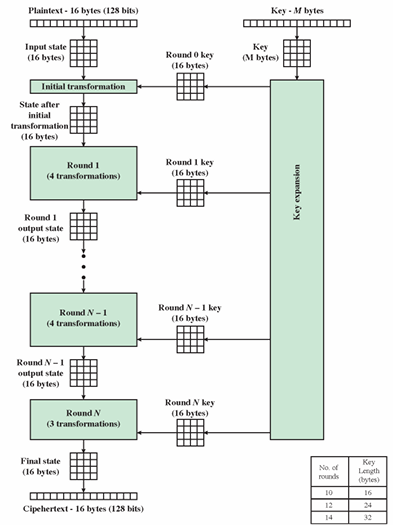 Plaintext - 16 bytes (128 bits)
Key - M bytes
Input state
(16 bytes)
Key
(M bytes)
Round 0 key
(16 bytes)
Initial transformation
State after
initial
transformation
(16 bytes)
Round 1
(4 transformations)
Round 1 key
(16 bytes)
Key expansion
Round 1
output state
(16 bytes)
Round N – 1
(4 transformations)
Round N – 1 key
(16 bytes)
Round N – 1
output state
(16 bytes)
Round N
(3 transformations)
Round N key
(16 bytes)
Final state
(16 bytes)
Cipehertext - 16 bytes (128 bits)
No. of
rounds
Key
Length
(bytes)
10 16
12 24
14 32